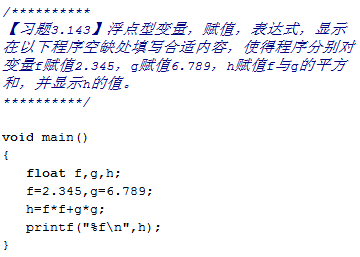 /**********
【习题3.143】浮点型变量，赋值，表达式，显示
在以下程序空缺处填写合适内容，使得程序分别对
变量f赋值2.345，g赋值6.789，h赋值f与g的平方
和，并显示h的值。
**********/
void main()
{
float f,g,h;
f=2.345,g=6.789;
h=f*f+g*g;
printf("%f\n",h);
}